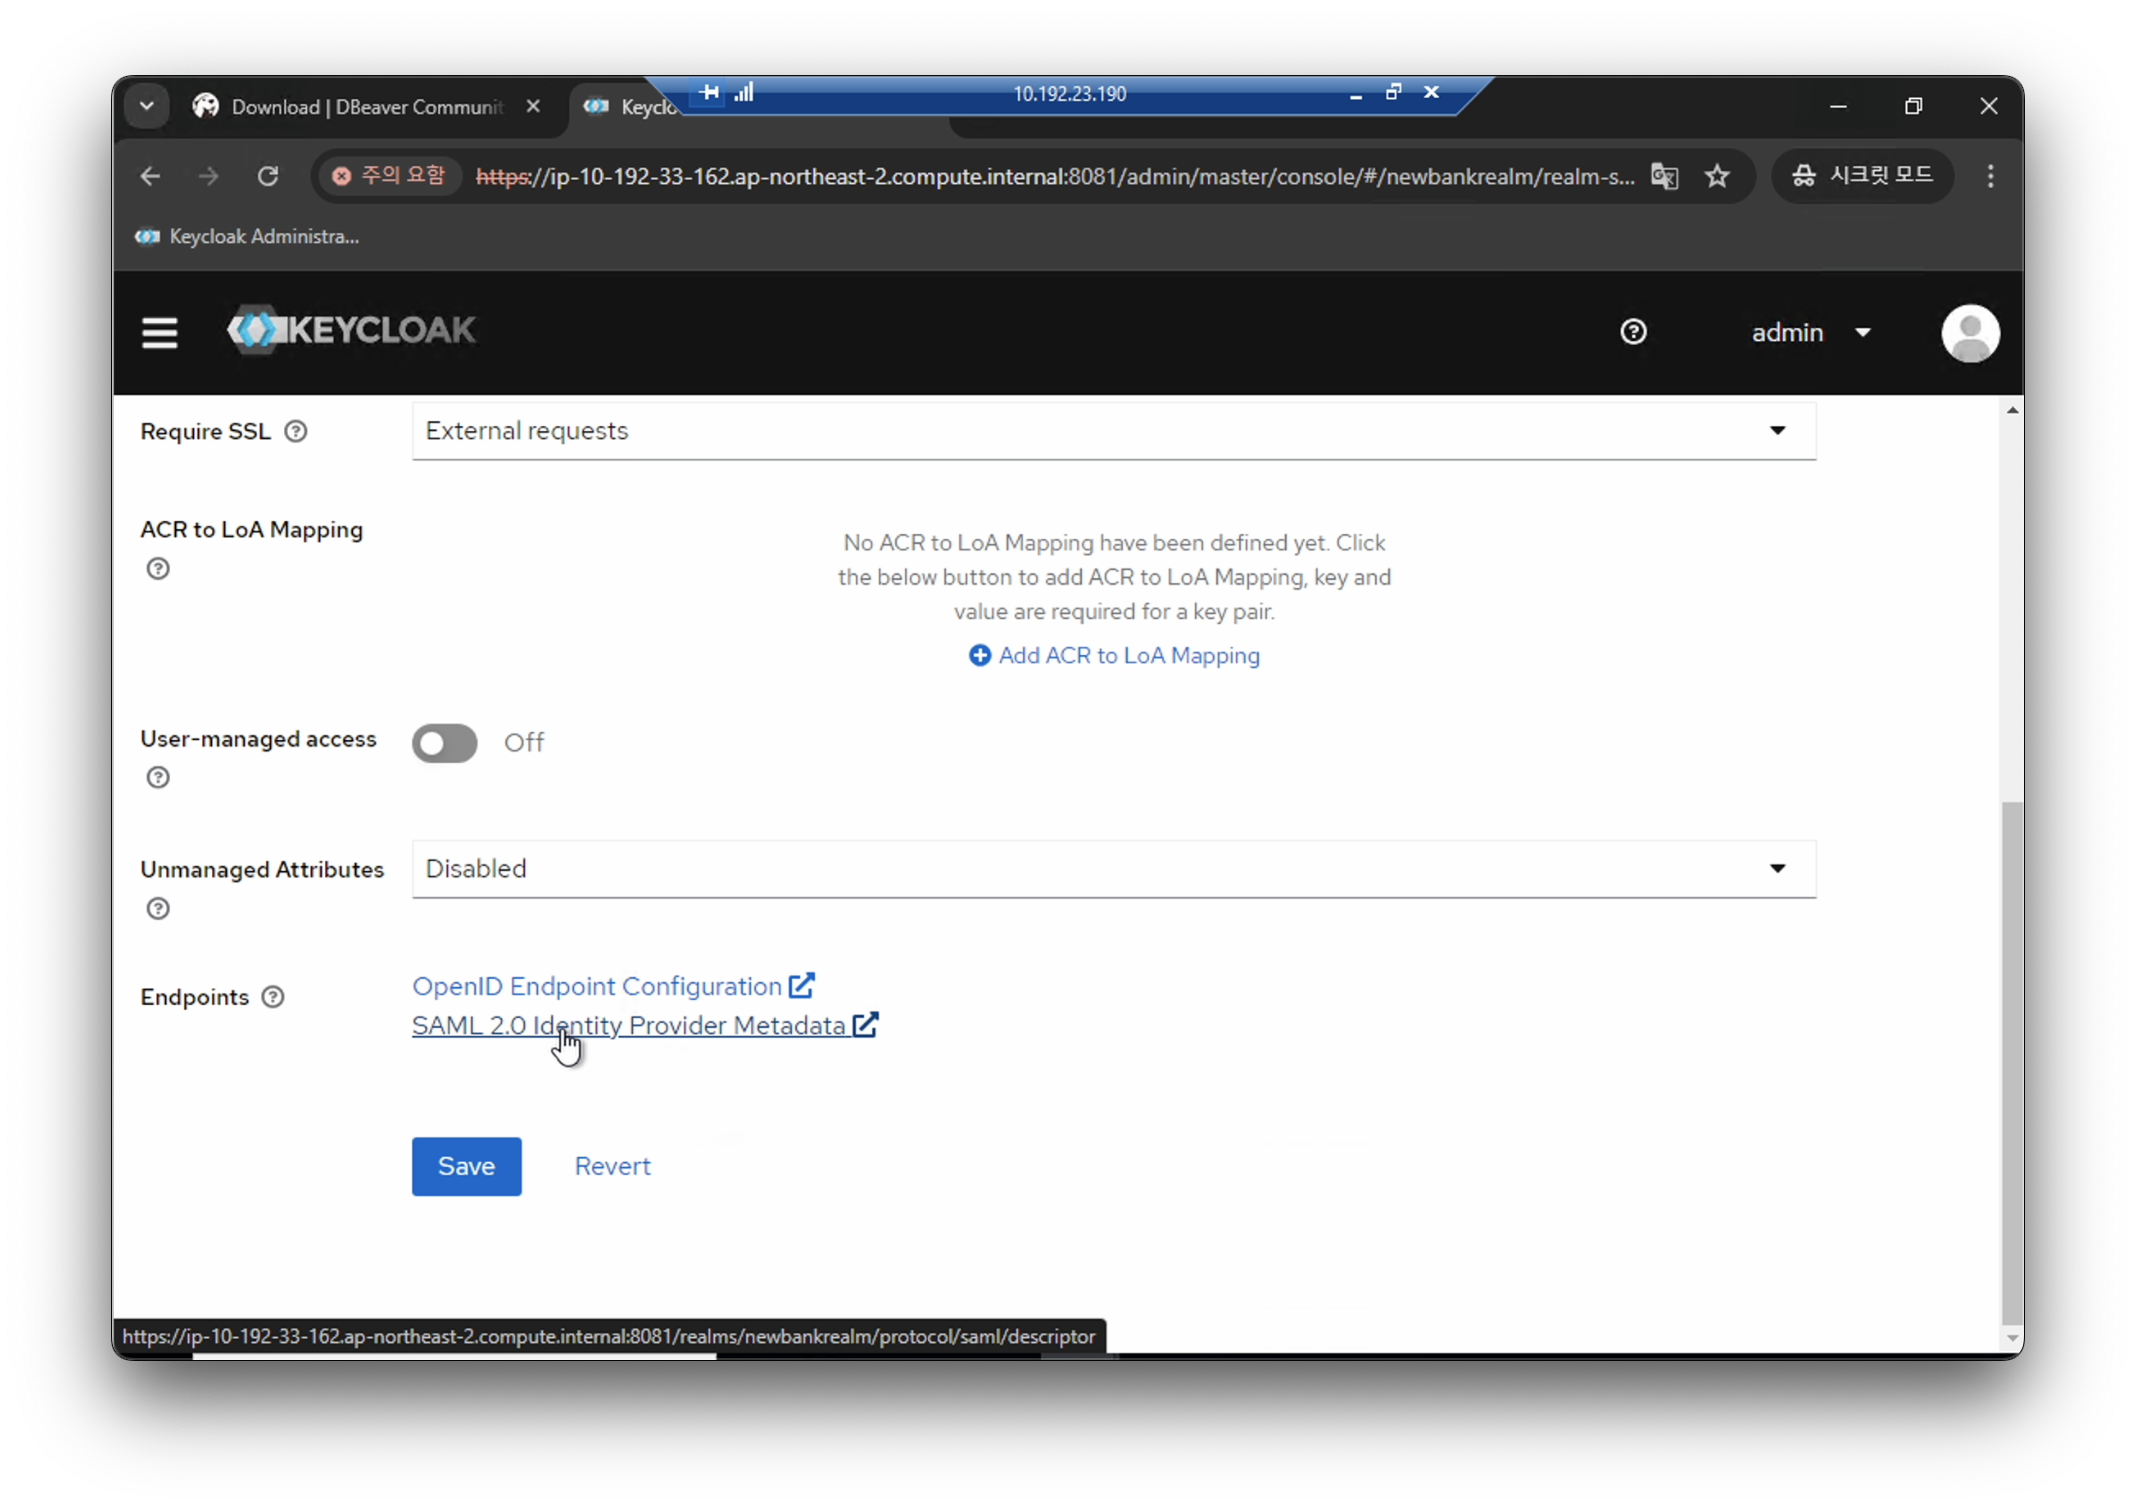 Download | DBeaver Communit
Keyclo
10.192.23.190
주의 요함
https://ip-10-192-33-162.ap-northeast-2.compute.internal:8081/admin/master/console/#/newbankrealm/realm-s...
시크릿 모드
Keycloak Administra...
KEYCLOAK
admin
Require SSL
External requests
ACR to LoA Mapping
No ACR to LoA Mapping have been defined yet. Click
the below button to add ACR to LoA Mapping, key and
value are required for a key pair.
Add ACR to LoA Mapping
User-managed access
Off
Unmanaged Attributes
Disabled
Endpoints
OpenID Endpoint Configuration
SAML 2.0 Identity Provider Metadata
Save
Revert
https://ip-10-192-33-162.ap-northeast-2.compute.internal:8081/realms/newbankrealm/protocol/saml/descriptor